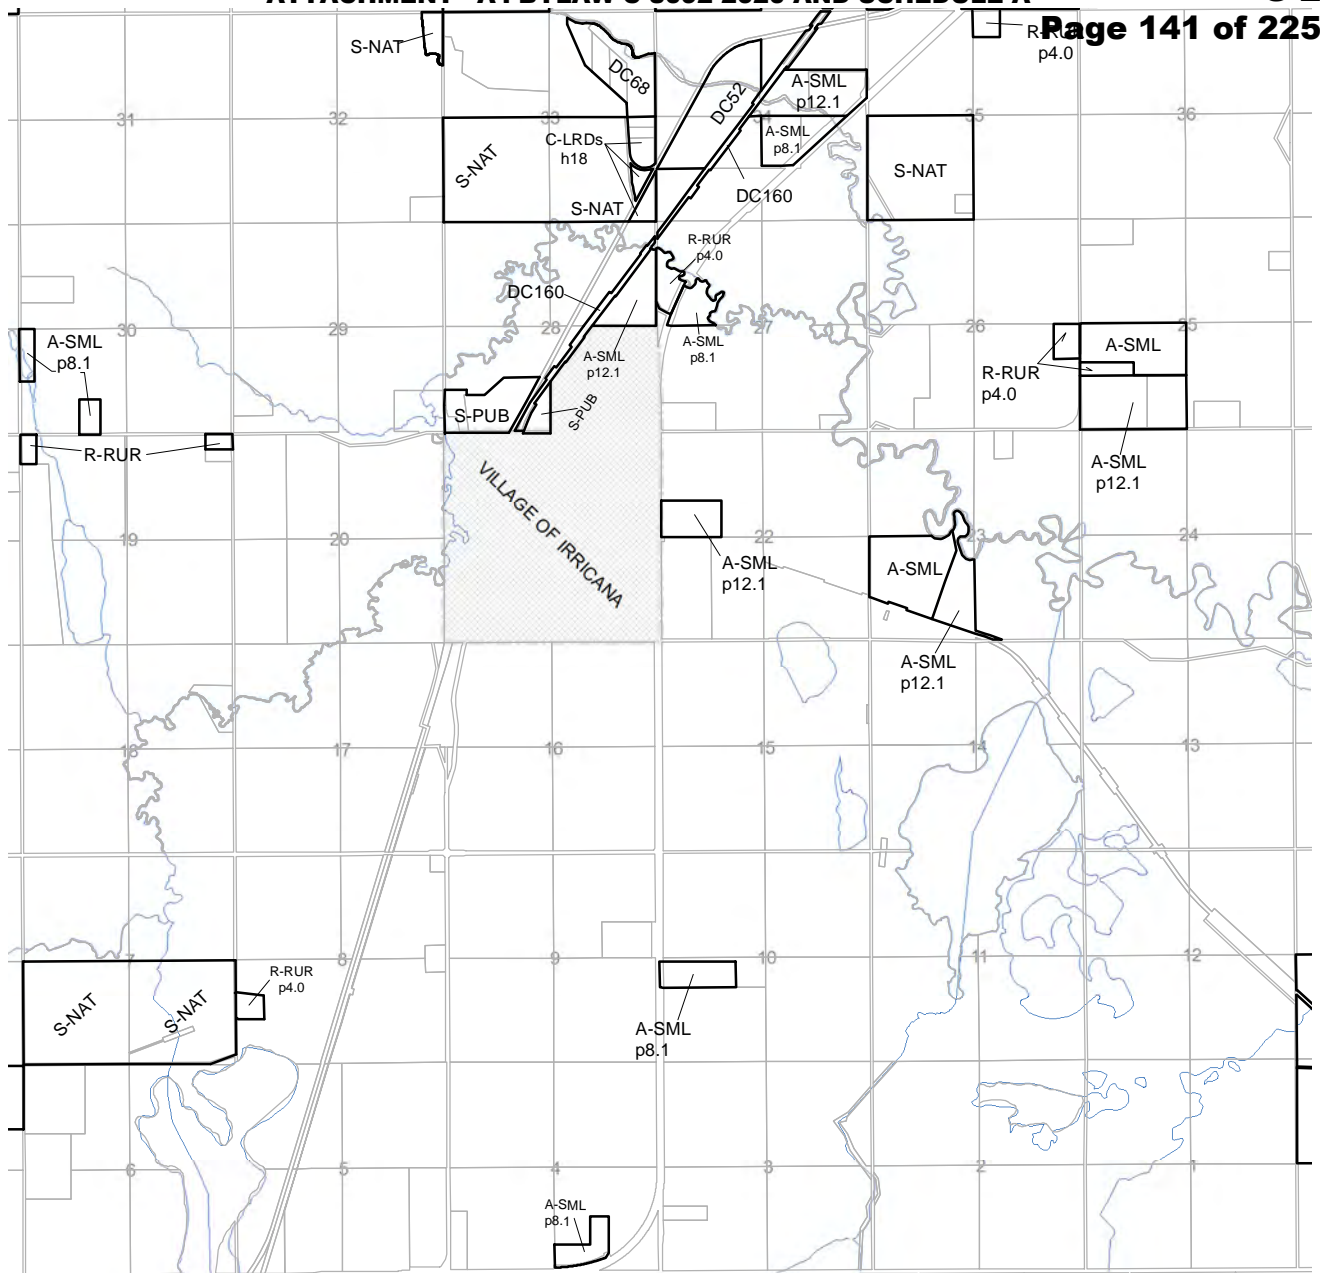 Page 141 of 225
S-NAT
R-RUR
p4.0
DC68
DC52
A-SML
p12.1
31
32
33
34
35
36
A-SML
p8.1
C-LRDs
h18
S-NAT
S-NAT
S-NAT
DC160
R-RUR
p4.0
DC160
30
29
28
27
26
25
A-SML
p8.1
A-SML
p12.1
A-SML
p8.1
A-SML
R-RUR
p4.0
S-PUB
S-PUB
R-RUR
A-SML
p12.1
VILLAGE OF IRRICANA
19
20
22
23
24
A-SML
p12.1
A-SML
A-SML
p12.1
18
17
16
15
14
13
7
8
9
10
11
12
R-RUR
p4.0
S-NAT
S-NAT
A-SML
p8.1
6
5
4
3
2
1
A-SML
p8.1